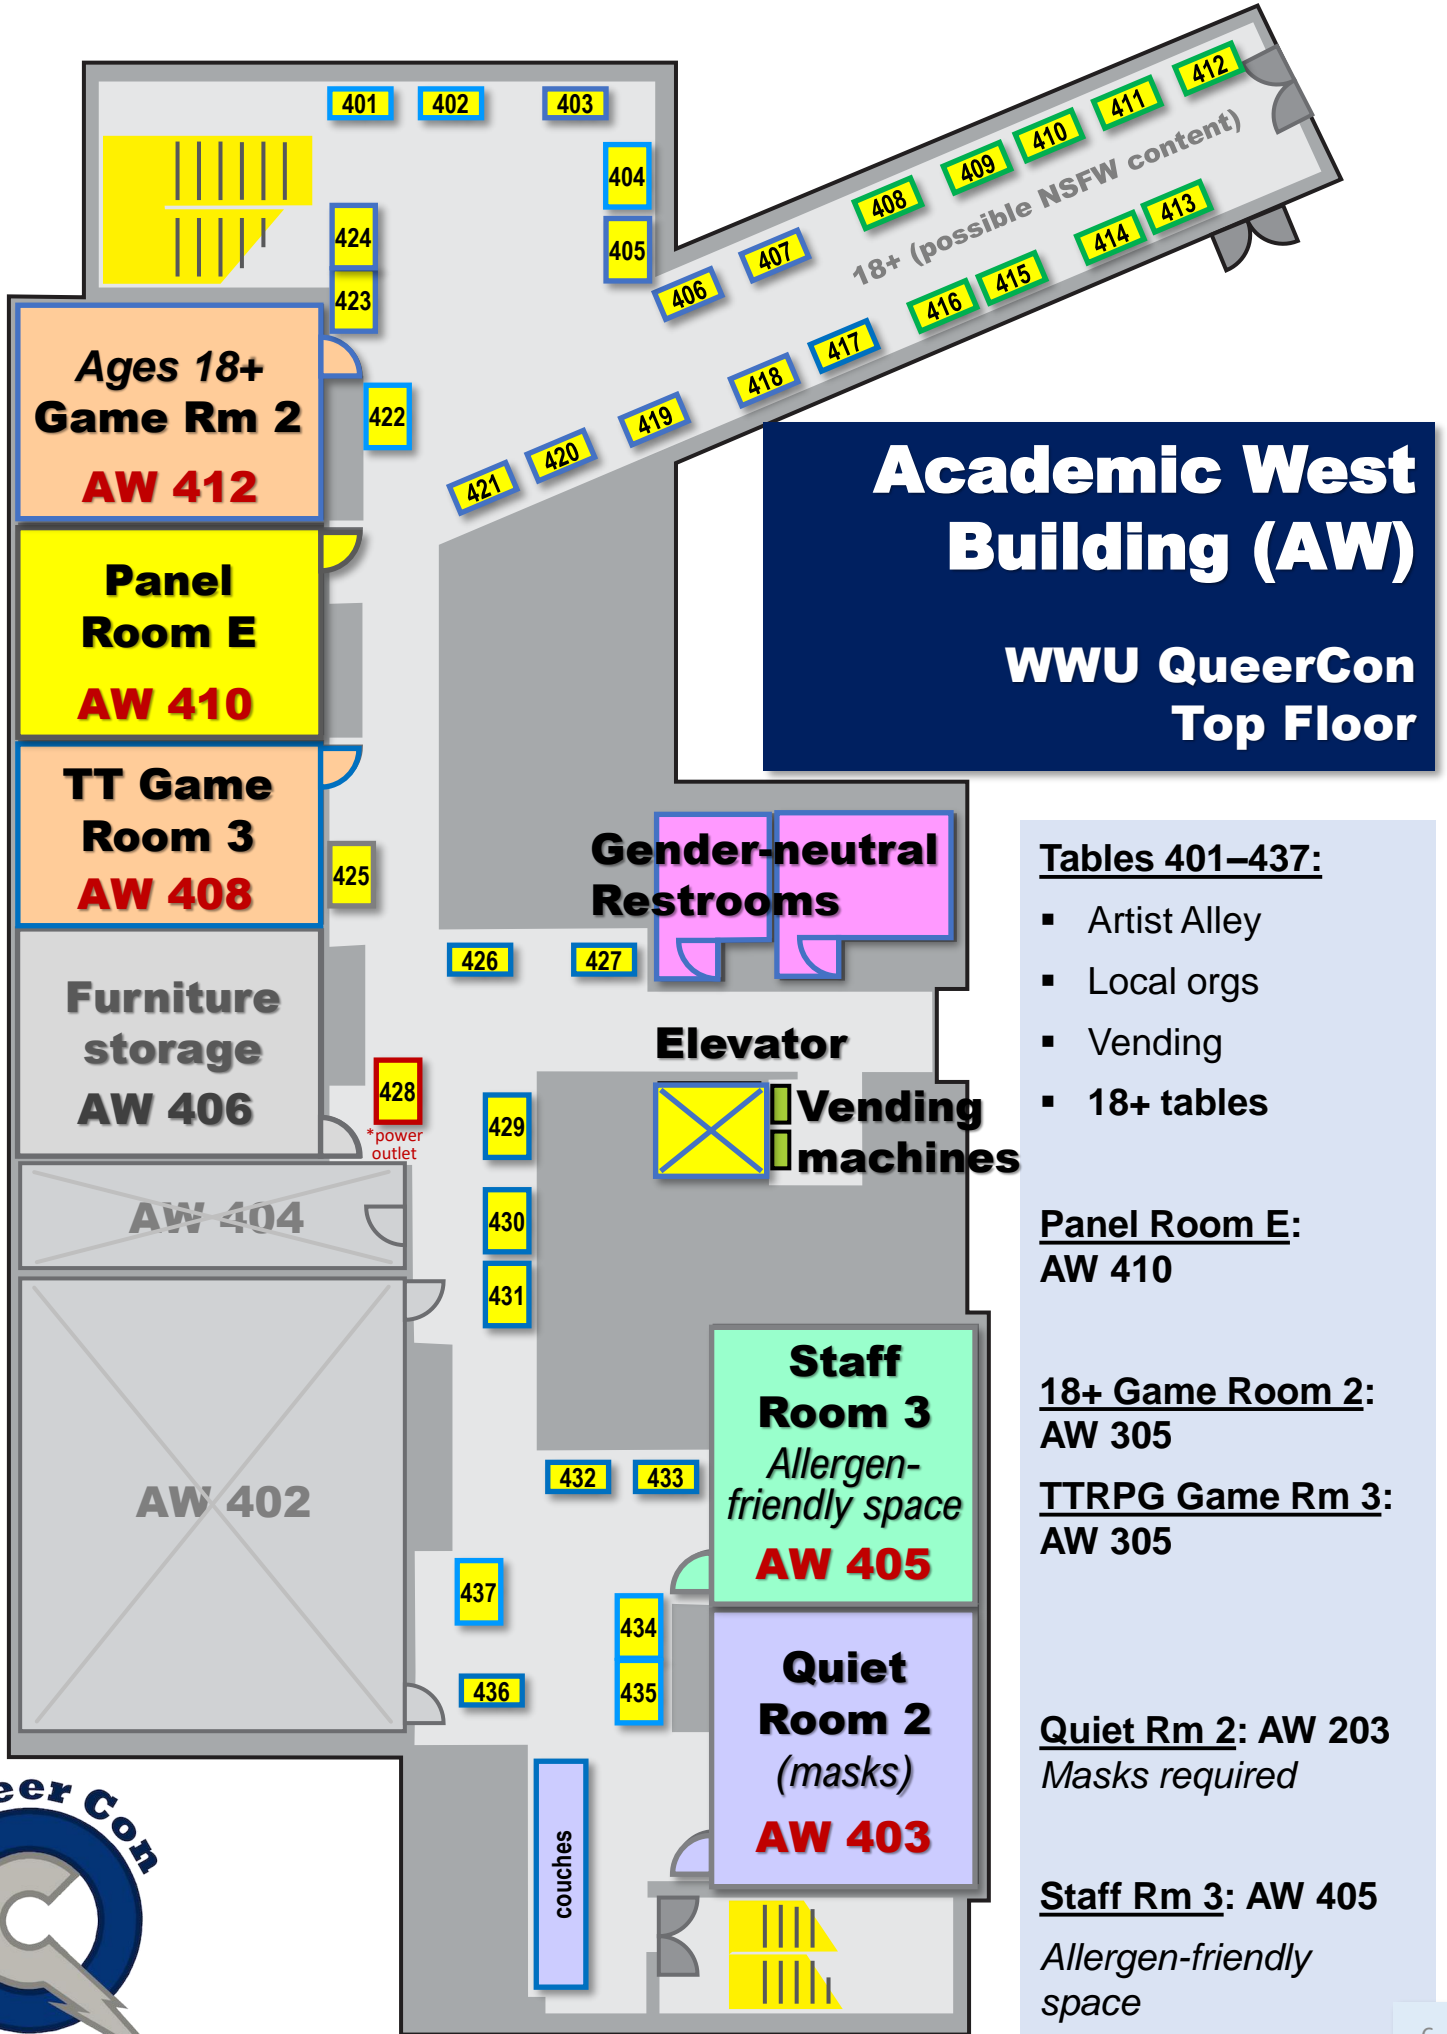 401
402
403
404
405
406
407
408
409
410
411
412
18+ (possible NSFW content)
413
414
415
416
417
418
419
420
421
422
423
424
Ages 18+
Game Rm 2
AW 412
Panel
Room E
AW 410
TT Game
Room 3
AW 408
425
Furniture
storage
AW 406
426
427
428
*power
outlet
429
430
431
AW 404
AW 402
Gender-neutral
Restrooms
Elevator
Vending
machines
Staff
Room 3
Allergen-
friendly space
AW 405
432
433
434
435
436
437
Quiet
Room 2
(masks)
AW 403
couches
Academic West
Building (AW)
WWU QueerCon
Top Floor
Tables 401–437:
▪ Artist Alley
▪ Local orgs
▪ Vending
▪ 18+ tables
Panel Room E:
AW 410
18+ Game Room 2:
AW 305
TTRPG Game Rm 3:
AW 305
Quiet Rm 2: AW 203
Masks required
Staff Rm 3: AW 405
Allergen-friendly
space
eer Con